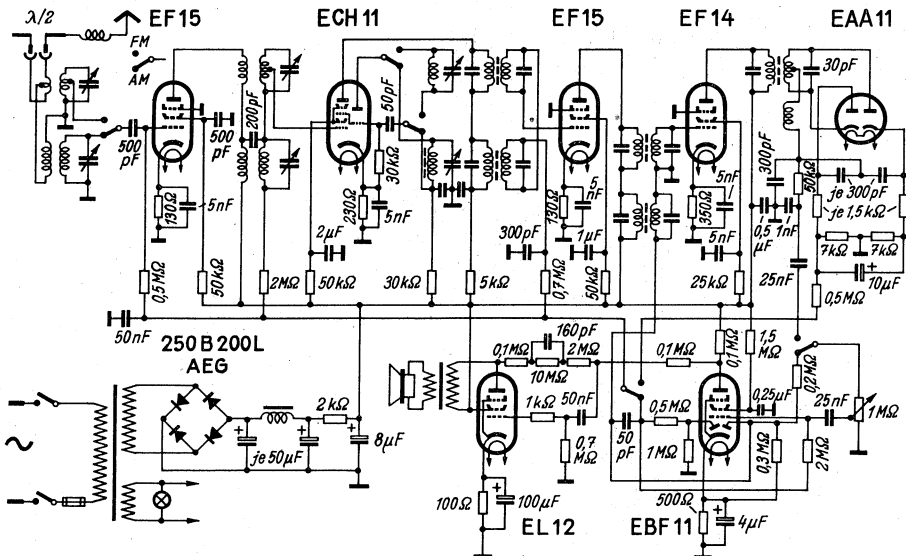 λ/2
EF15
ECH11
EF15
EF14
EAA11
FM
AM
500 pF
500 pF
200pF
50pF
30kΩ
130Ω
5nF
230Ω
5nF
130Ω
5 nF
350Ω
5nF
30pF
300pF
50kΩ
je 300pF
je 1,5kΩ
0,5 µF
1nF
7kΩ
7kΩ
10µF
2µF
300pF
1µF
5nF
25nF
0,5MΩ
50kΩ
2MΩ
50kΩ
30kΩ
5kΩ
0,7MΩ
50kΩ
25kΩ
0,5MΩ
50nF
250B200L
AEG
160pF
0,1MΩ
10MΩ
2MΩ
0,1MΩ
0,1MΩ
1,5 MΩ
0,2MΩ
2kΩ
1kΩ
50nF
0,5MΩ
0,25µF
25nF
1MΩ
je 50µF
8µF
0,7 MΩ
50 pF
1MΩ
0,3MΩ
2MΩ
100Ω
100µF
EL12
EBF11
500Ω
4µF